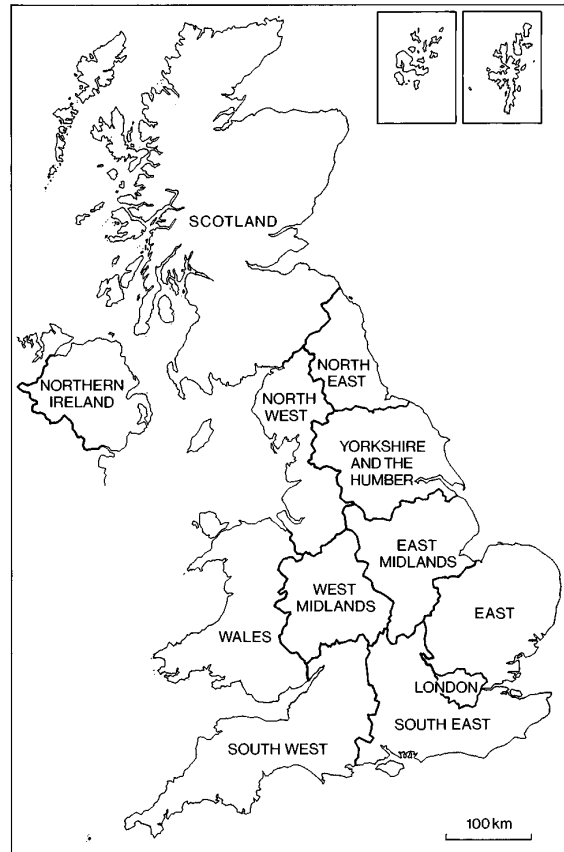 SCOTLAND
NORTHERN
IRELAND
NORTH
EAST
NORTH
WEST
YORKSHIRE
AND THE
HUMBER
EAST
MIDLANDS
WEST
MIDLANDS
EAST
WALES
LONDON
SOUTH EAST
SOUTH WEST
100 km